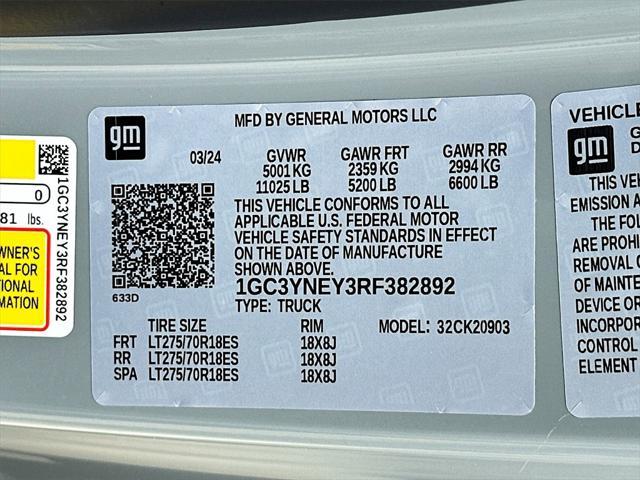 0
81 lbs.
OWNER'S
AL FOR
TIONAL
MATION
1GC3YNEY3RF382892
gm
MFD BY GENERAL MOTORS LLC
03/24
GVWR GAWR FRT GAWR RR
5001 KG 2359 KG 2994 KG
11025 LB 5200 LB 6600 LB
THIS VEHICLE CONFORMS TO ALL
APPLICABLE U.S. FEDERAL MOTOR
VEHICLE SAFETY STANDARDS IN EFFECT
ON THE DATE OF MANUFACTURE
SHOWN ABOVE.
633D
1GC3YNEY3RF382892
TYPE: TRUCK
TIRE SIZE RIM MODEL: 32CK20903
FRT LT275/70R18ES 18X8J
RR LT275/70R18ES 18X8J
SPA LT275/70R18ES 18X8J
VEHICLE
gm
THIS VEH
EMISSION A
THE FOL
ARE PROHI
REMOVAL O
OF MAINTEN
DEVICE OR
INCORPOR
CONTROL
ELEMENT